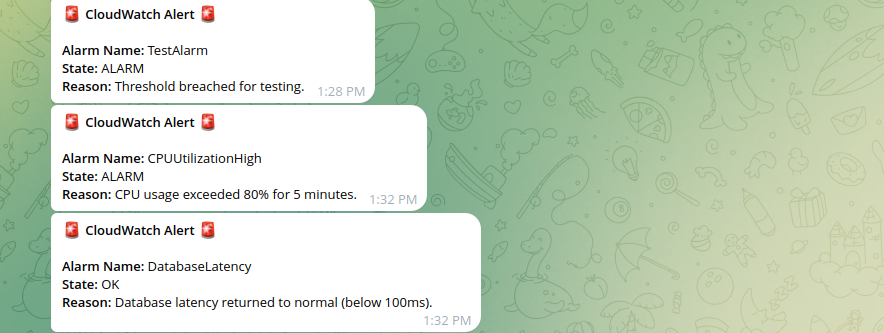 🚨 CloudWatch Alert 🚨
Alarm Name: TestAlarm
State: ALARM
Reason: Threshold breached for testing.
1:28 PM
🚨 CloudWatch Alert 🚨
Alarm Name: CPUUtilizationHigh
State: ALARM
Reason: CPU usage exceeded 80% for 5 minutes.
1:32 PM
🚨 CloudWatch Alert 🚨
Alarm Name: DatabaseLatency
State: OK
Reason: Database latency returned to normal (below 100ms).
1:32 PM